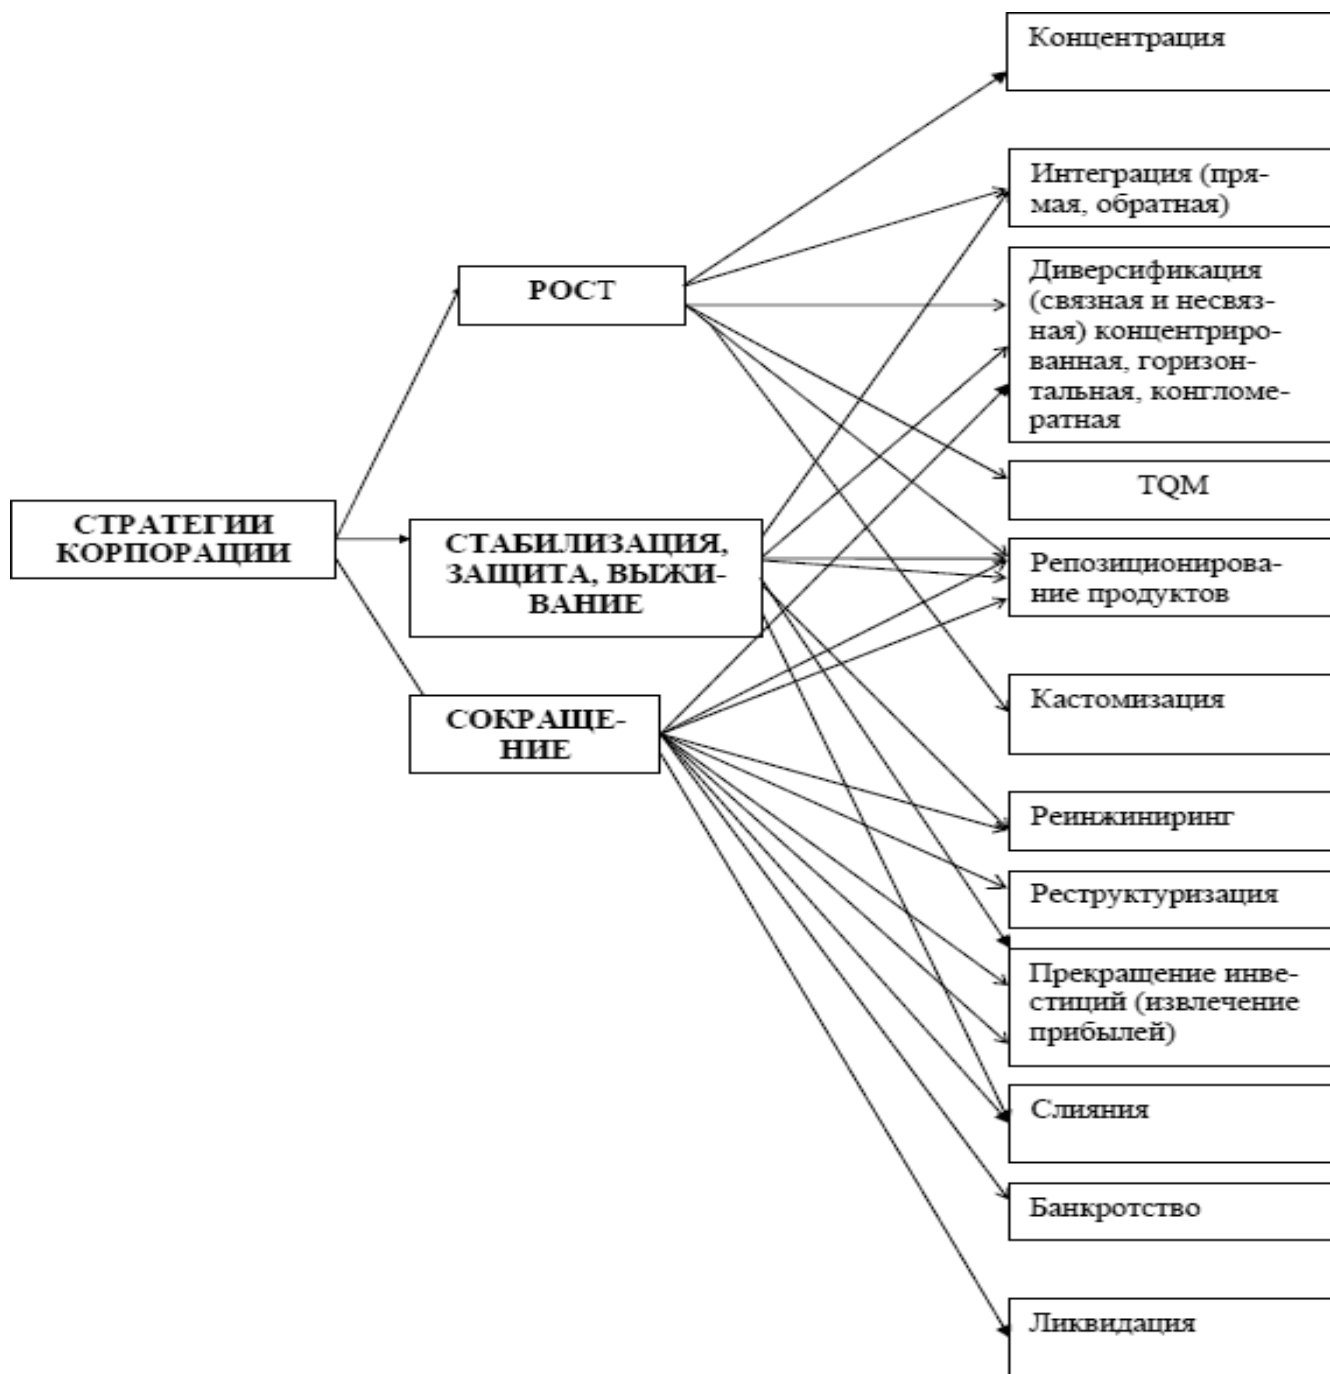 СТРАТЕГИИ
КОРПОРАЦИИ
РОСТ
СТАБИЛИЗАЦИЯ,
ЗАЩИТА, ВЫЖИ-
ВАНИЕ
СОКРАЩЕ-
НИЕ
Концентрация
Интеграция (пря-
мая, обратная)
Диверсификация
(связная и несвяз-
ная) концентриро-
ванная, горизон-
тальная, конгломе-
ратная
TQM
Репозиционирова-
ние продуктов
Кастомизация
Реинжиниринг
Реструктуризация
Прекращение инве-
стиций (извлечение
прибылей)
Слияния
Банкротство
Ликвидация